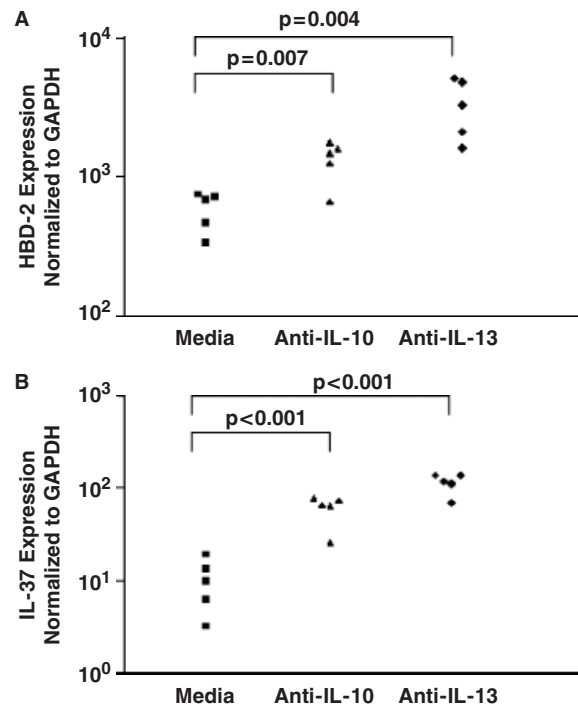 A
p=0.004
p=0.007
10⁴
10³
10²
HBD-2 Expression
Normalized to GAPDH
Media Anti-IL-10 Anti-IL-13
B
p<0.001
p<0.001
10³
10²
10¹
10⁰
IL-37 Expression
Normalized to GAPDH
Media Anti-IL-10 Anti-IL-13